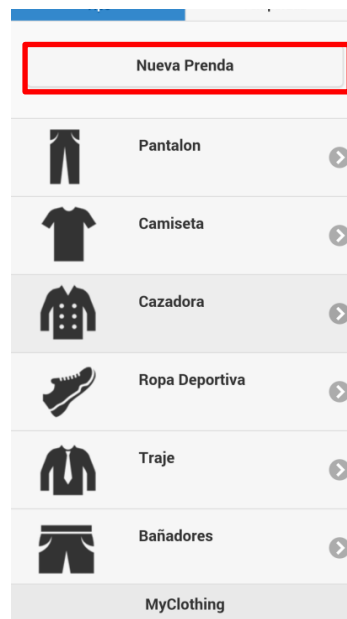 Nueva Prenda
Pantalon
Camiseta
Cazadora
Ropa Deportiva
Traje
Bañadores
MyClothing